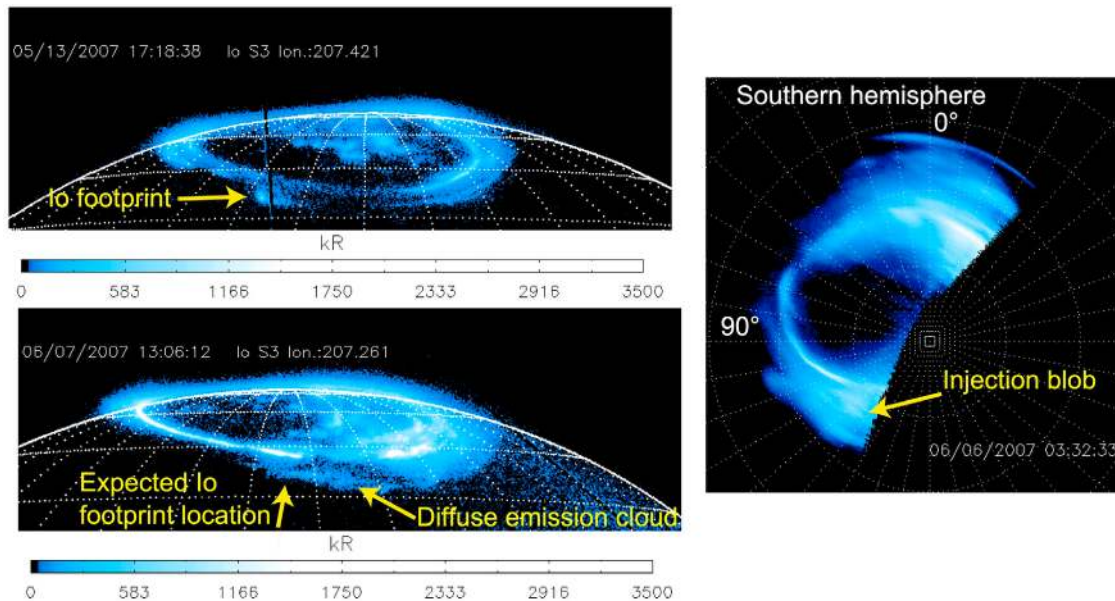 05/13/2007 17:18:38 Io S3 lon.:207.421
Io footprint
kR
0 583 1166 1750 2333 2916 3500
06/07/2007 13:06:12 Io S3 lon.:207.261
Expected Io
footprint location
Diffuse emission cloud
kR
0 583 1166 1750 2333 2916 3500
Southern hemisphere
0°
90°
Injection blob
06/06/2007 03:32:33